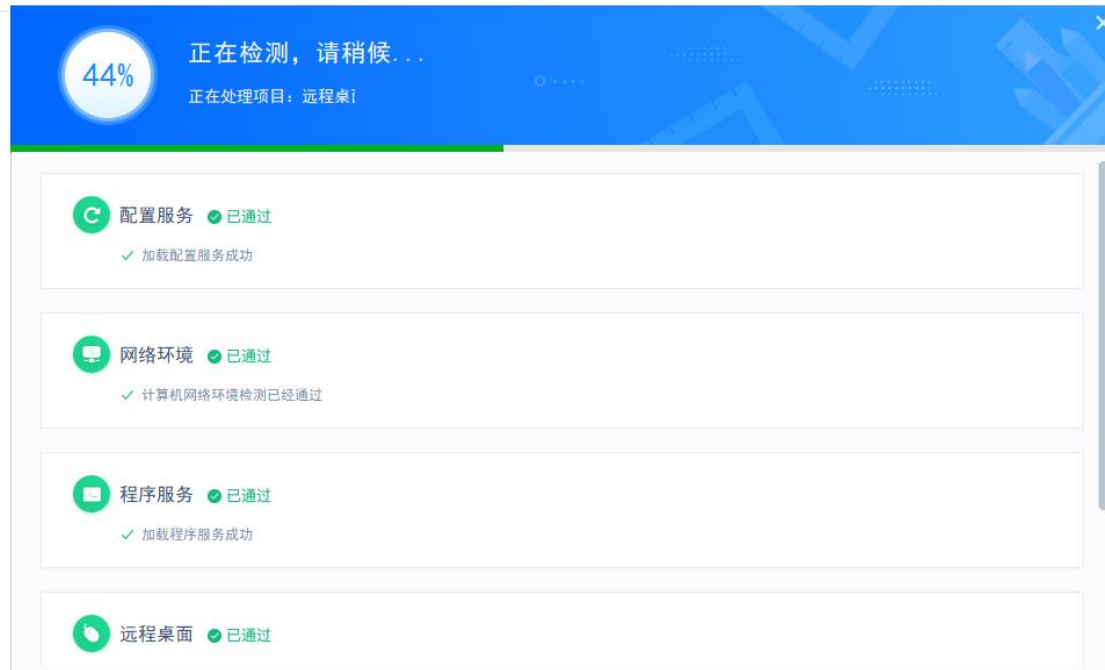 44%
正在检测，请稍候...
正在处理项目：远程桌
配置服务 已通过
加载配置服务成功
网络环境 已通过
计算机网络环境检测已经通过
程序服务 已通过
加载程序服务成功
远程桌面 已通过